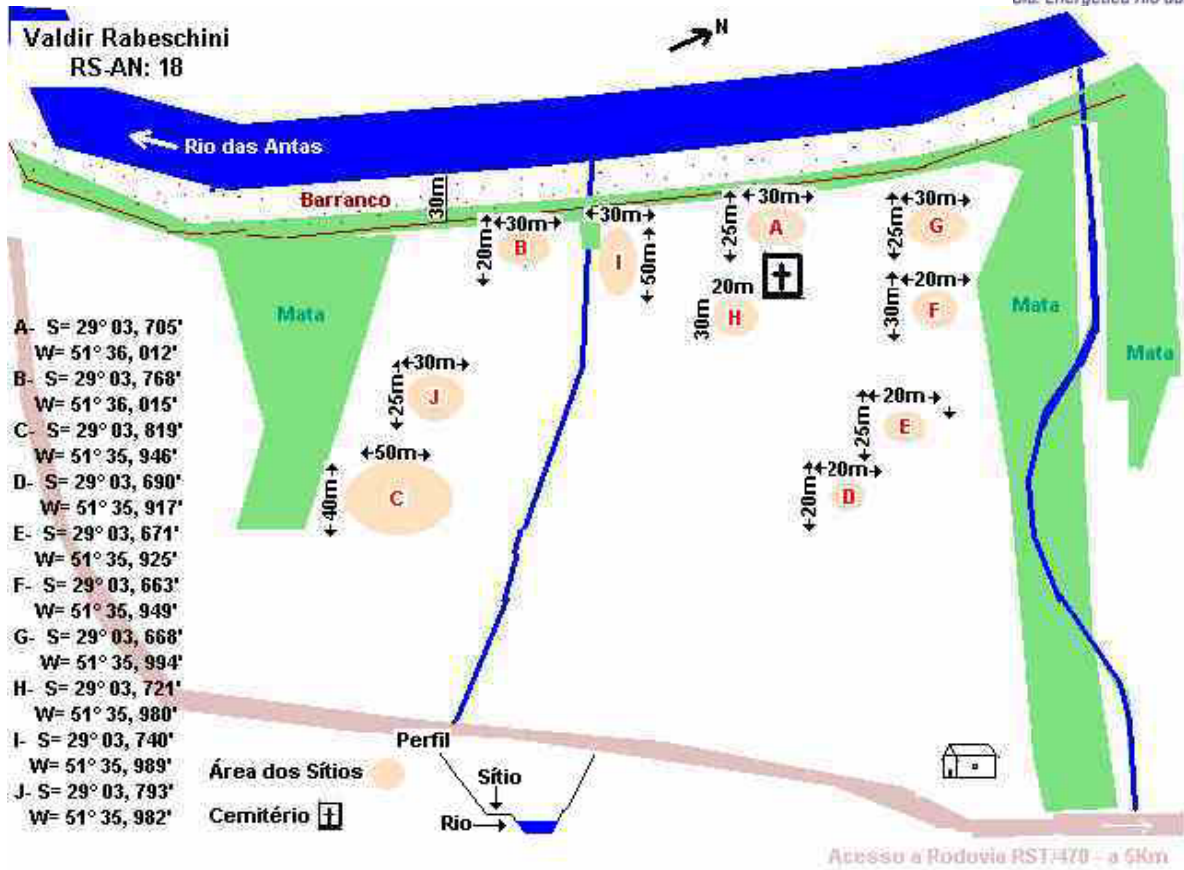 Valdir Rabeschini
RS-AN: 18
N
Rio das Antas
Barranco
30m
30m
20m
B
30m
50m
I
30m
25m
A
30m
25m
G
20m
30m
H
20m
30m
F
Mata
Mata
Mata
30m
25m
J
20m
25m
E
50m
40m
C
20m
20m
D
A- S= 29° 03, 705'
W= 51° 36, 012'
B- S= 29° 03, 768'
W= 51° 36, 015'
C- S= 29° 03, 819'
W= 51° 35, 946'
D- S= 29° 03, 690'
W= 51° 35, 917'
E- S= 29° 03, 671'
W= 51° 35, 925'
F- S= 29° 03, 663'
W= 51° 35, 949'
G- S= 29° 03, 668'
W= 51° 35, 994'
H- S= 29° 03, 721'
W= 51° 35, 980'
I- S= 29° 03, 740'
W= 51° 35, 989'
J- S= 29° 03, 793'
W= 51° 35, 982'
Perfil
Sítio
Rio
Área dos Sítios
Cemitério
Acesso a Rodovia RST/470 - a 5Km